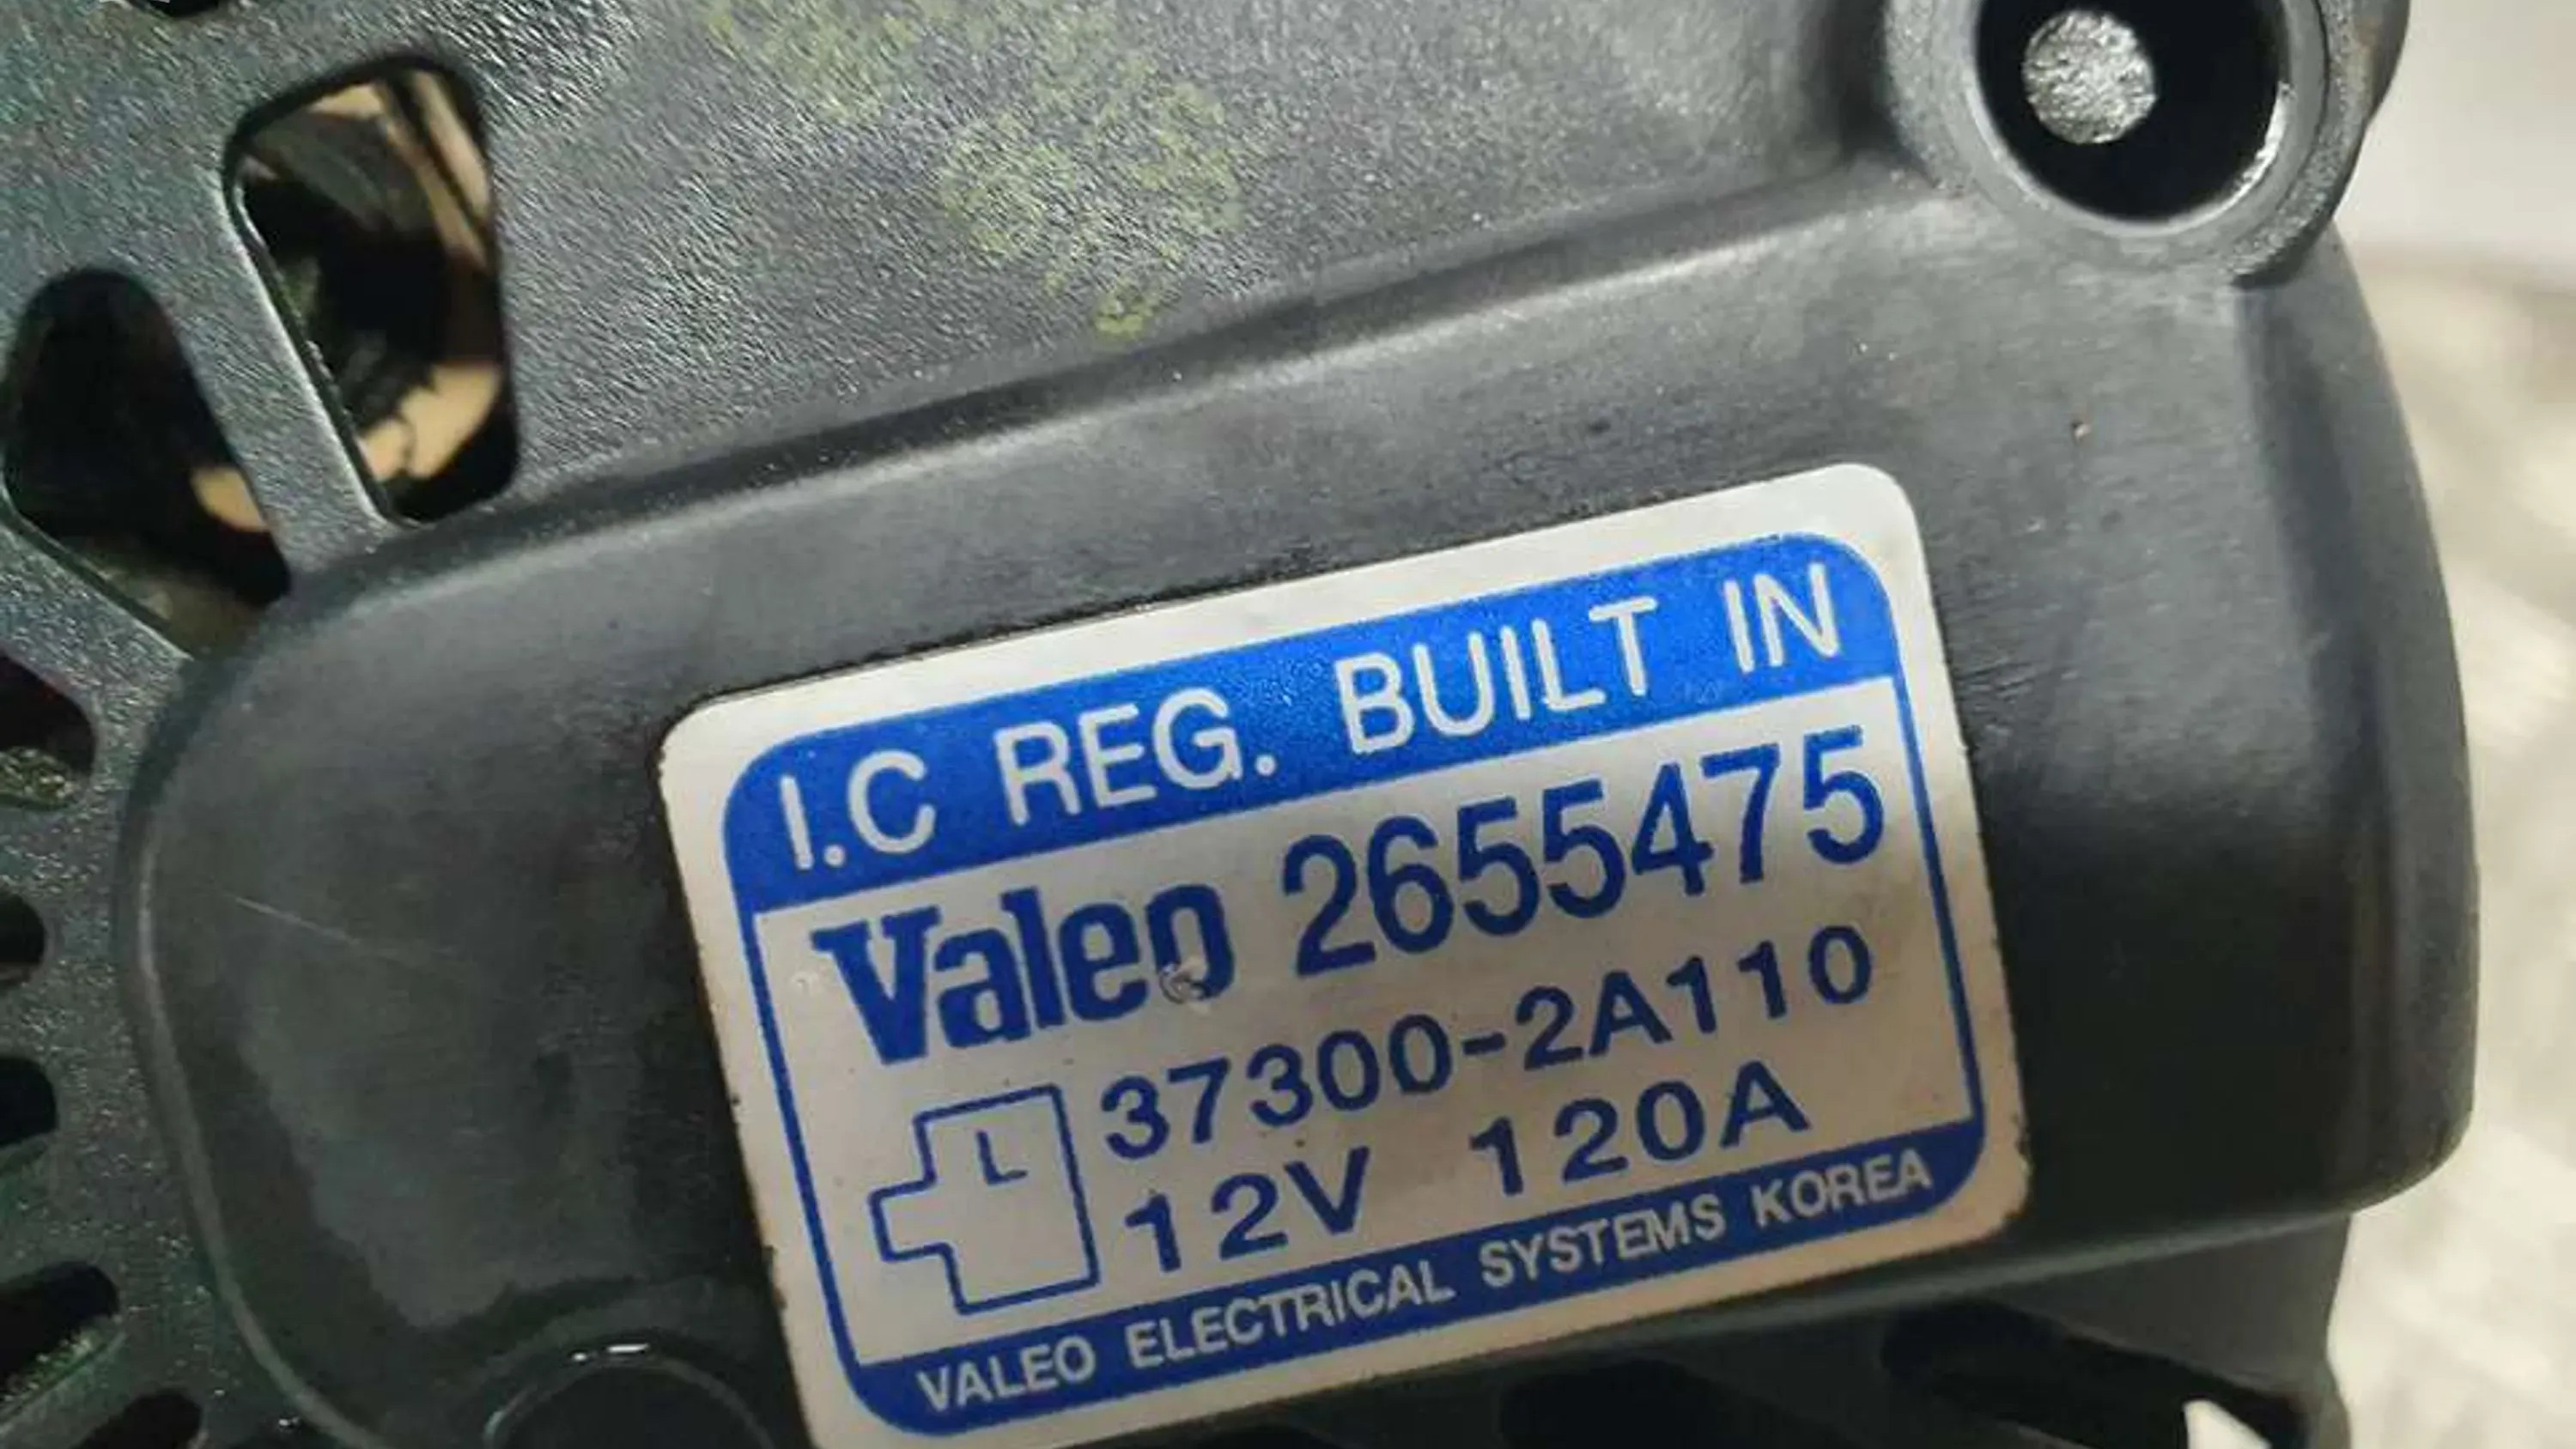 I.C REG. BUILT IN
Valeo 2655475
37300-2A110
L
12V 120A
VALEO ELECTRICAL SYSTEMS KOREA